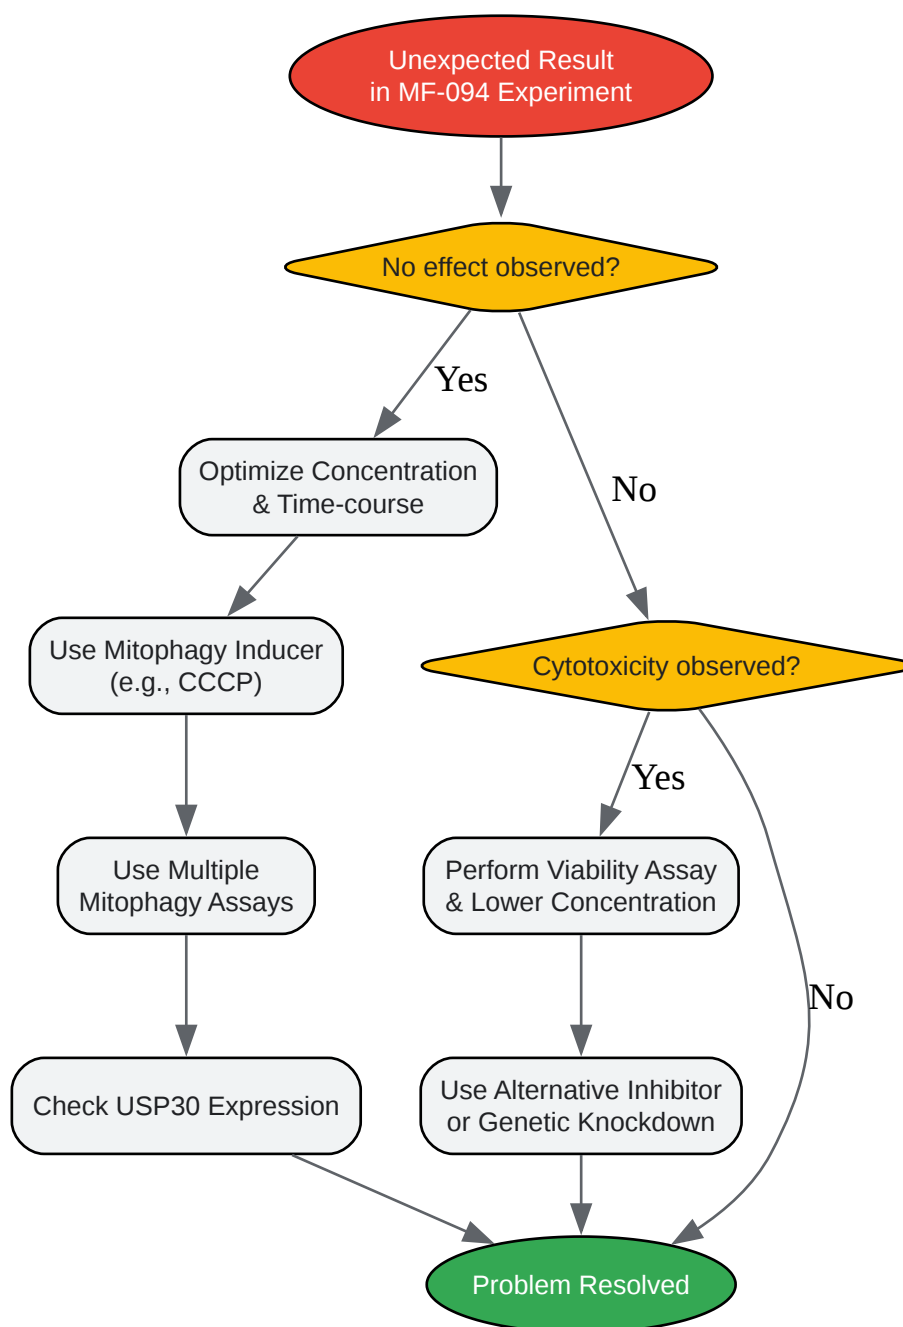 Unexpected Result
in MF-094 Experiment
No effect observed?
Yes
No
Optimize Concentration
& Time-course
Use Mitophagy Inducer
(e.g., CCCP)
Cytotoxicity observed?
Yes
No
Use Multiple
Mitophagy Assays
Perform Viability Assay
& Lower Concentration
Check USP30 Expression
Use Alternative Inhibitor
or Genetic Knockdown
Problem Resolved